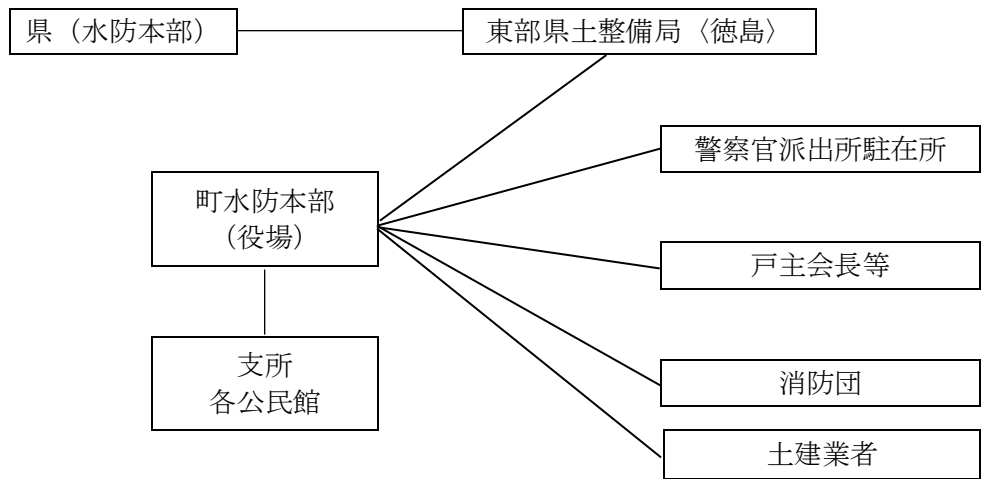 県（水防本部）
東部県土整備局〈徳島〉
警察官派出所駐在所
町水防本部
（役場）
戸主会長等
支所
各公民館
消防団
土建業者